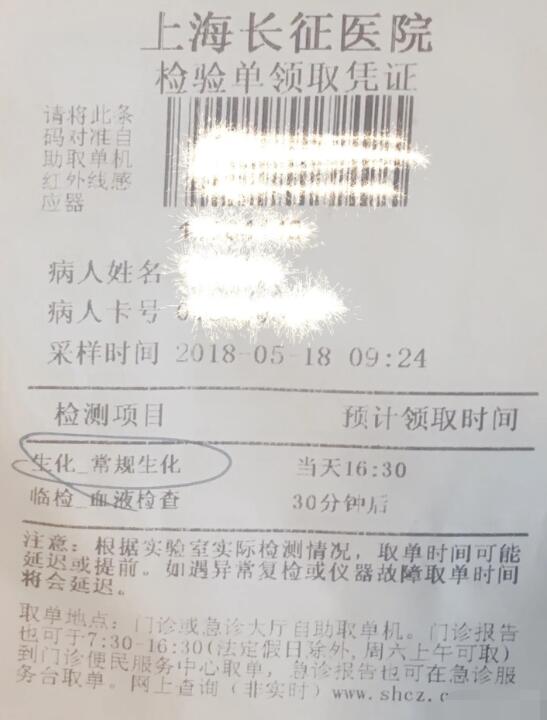 上海长征医院
检验单领取凭证
请将此条
码对准自
助取单机
红外线感
应器
病人姓名
病人卡号
采样时间 2018-05-18 09:24
检测项目 预计领取时间
生化_常规生化 当天16:30
临检_血液检查 30分钟后
注意：根据实验室实际检测情况，取单时间可能
延迟或提前。如遇异常复检或仪器故障取单时间
将会延迟。
取单地点：门诊或急诊大厅自助取单机。门诊报告
也可于7:30-16:30(法定假日除外,周六上午可取)
到门诊便民服务中心取单，急诊报告也可在急诊服
务台取单。网上查询（非实时）www.shcz.c